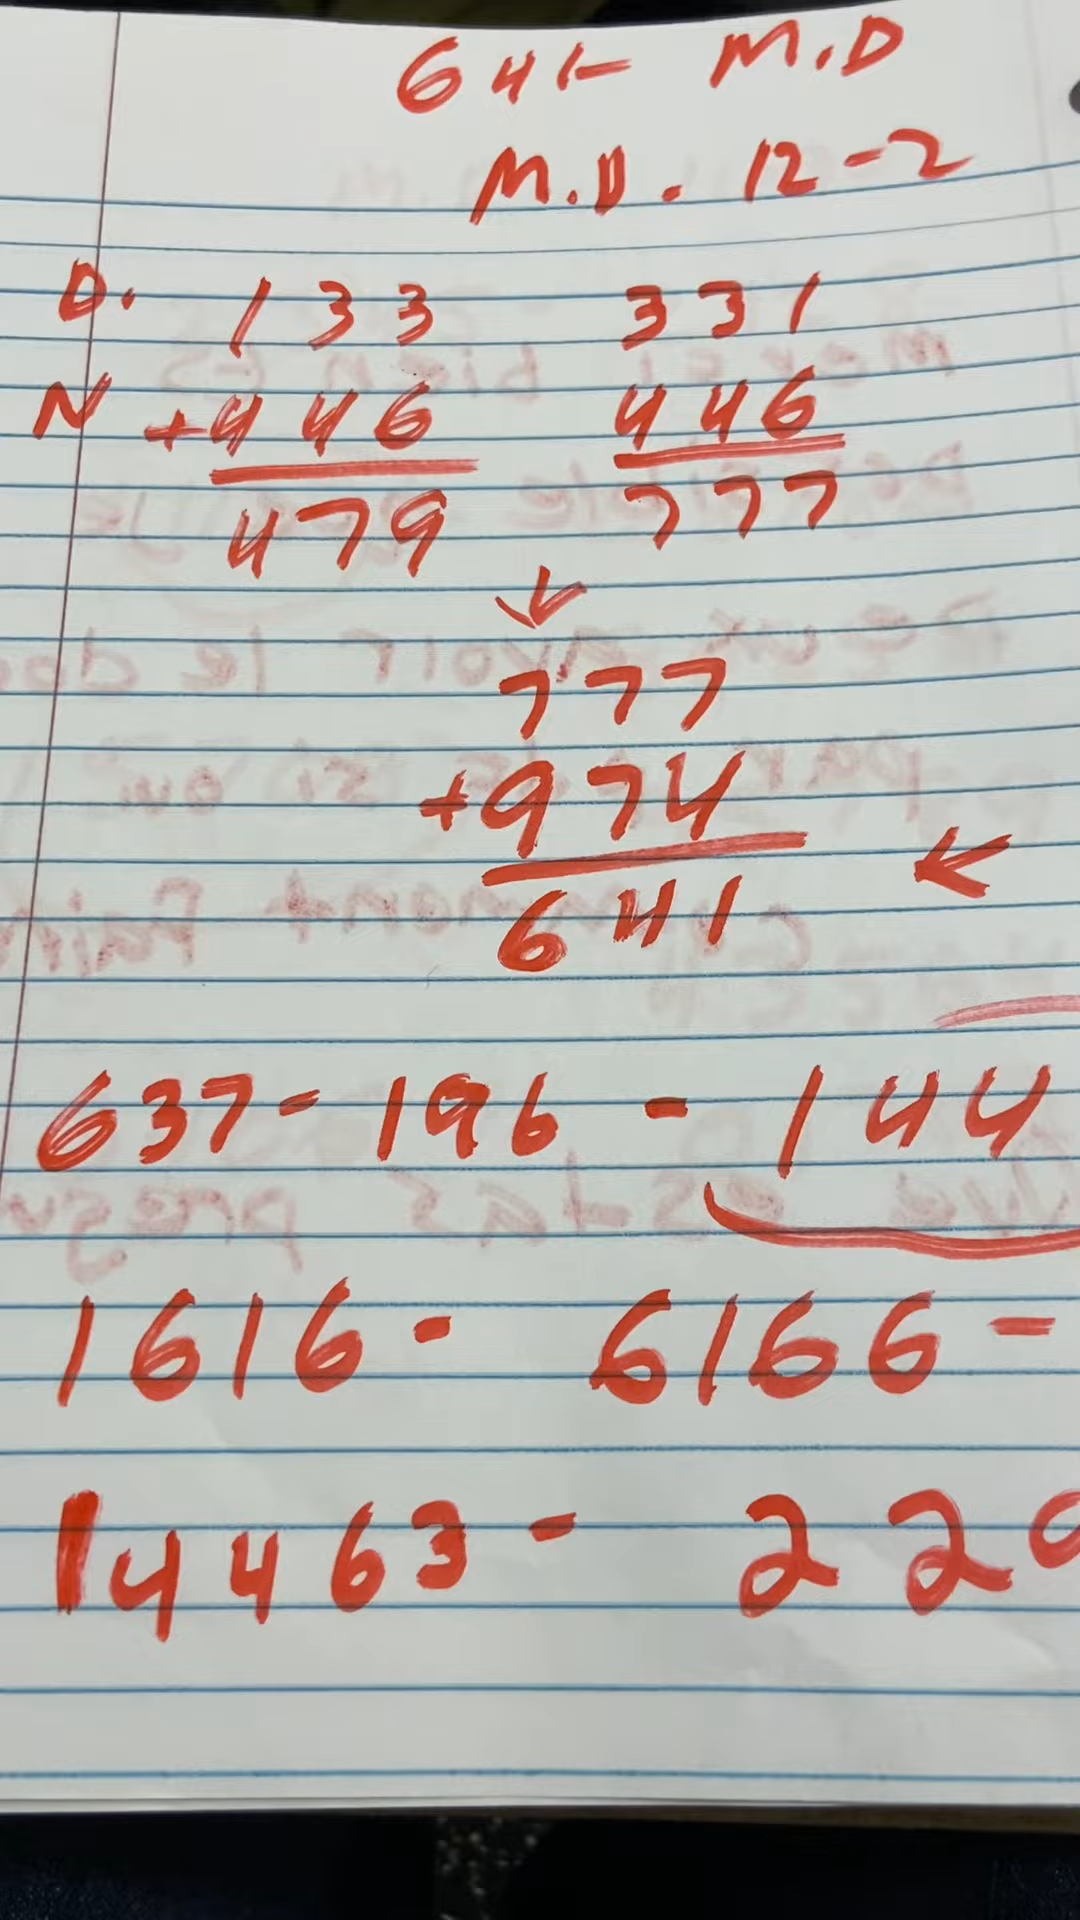 641- M.D
M.D. 12-2
D. 133 331
N +446 446
479 777
777
+974
641
637-196 - 144
1616- 6166-
14463- 22